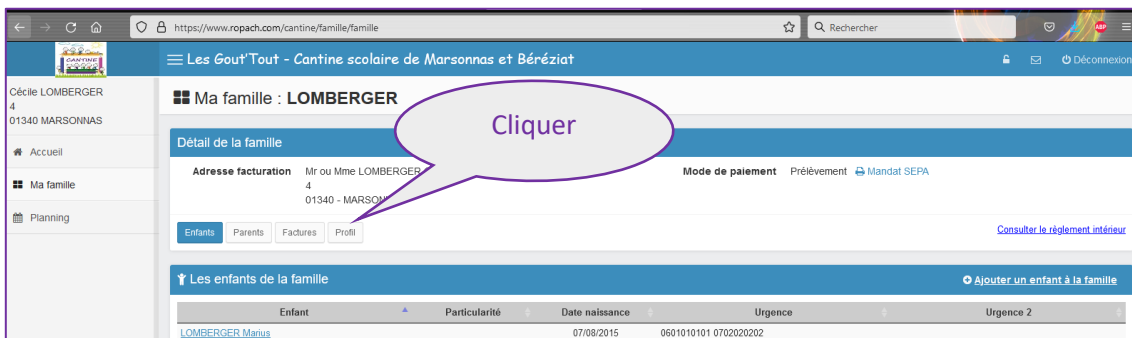 https://www.ropach.com/cantine/famille/famille
Rechercher
ABP
CANTINE
Les Gout'Tout - Cantine scolaire de Marsonnas et Béréziat
Déconnexion
Cécile LOMBERGER
4
01340 MARSONNAS
Accueil
Ma famille
Planning
Ma famille : LOMBERGER
Cliquer
Détail de la famille
Adresse facturation Mr ou Mme LOMBERGER
4
01340 - MARSON
Mode de paiement Prélèvement Mandat SEPA
Enfants Parents Factures Profil
Consulter le règlement intérieur
Les enfants de la famille
Ajouter un enfant à la famille
Enfant Particularité Date naissance Urgence Urgence 2
LOMBERGER Marius 07/08/2015 0601010101 0702020202